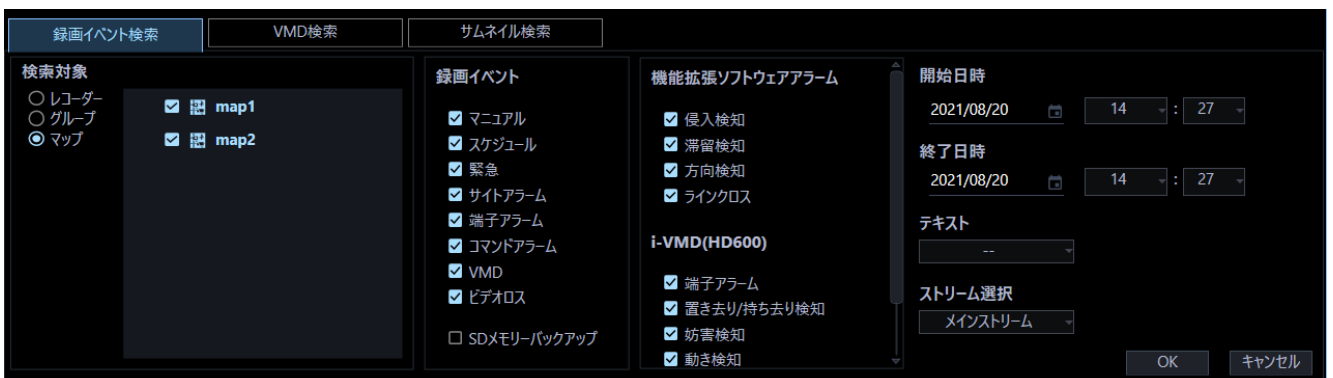 録画イベント検索
VMD検索
サムネイル検索
検索対象
レコーダー
グループ
マップ
map1
map2
録画イベント
マニュアル
スケジュール
緊急
サイトアラーム
端子アラーム
コマンドアラーム
VMD
ビデオロス
SDメモリーバックアップ
機能拡張ソフトウェアアラーム
侵入検知
滞留検知
方向検知
ラインクロス
i-VMD(HD600)
端子アラーム
置き去り/持ち去り検知
妨害検知
動き検知
開始日時
2021/08/20 14 : 27
終了日時
2021/08/20 14 : 27
テキスト
--
ストリーム選択
メインストリーム
OK キャンセル